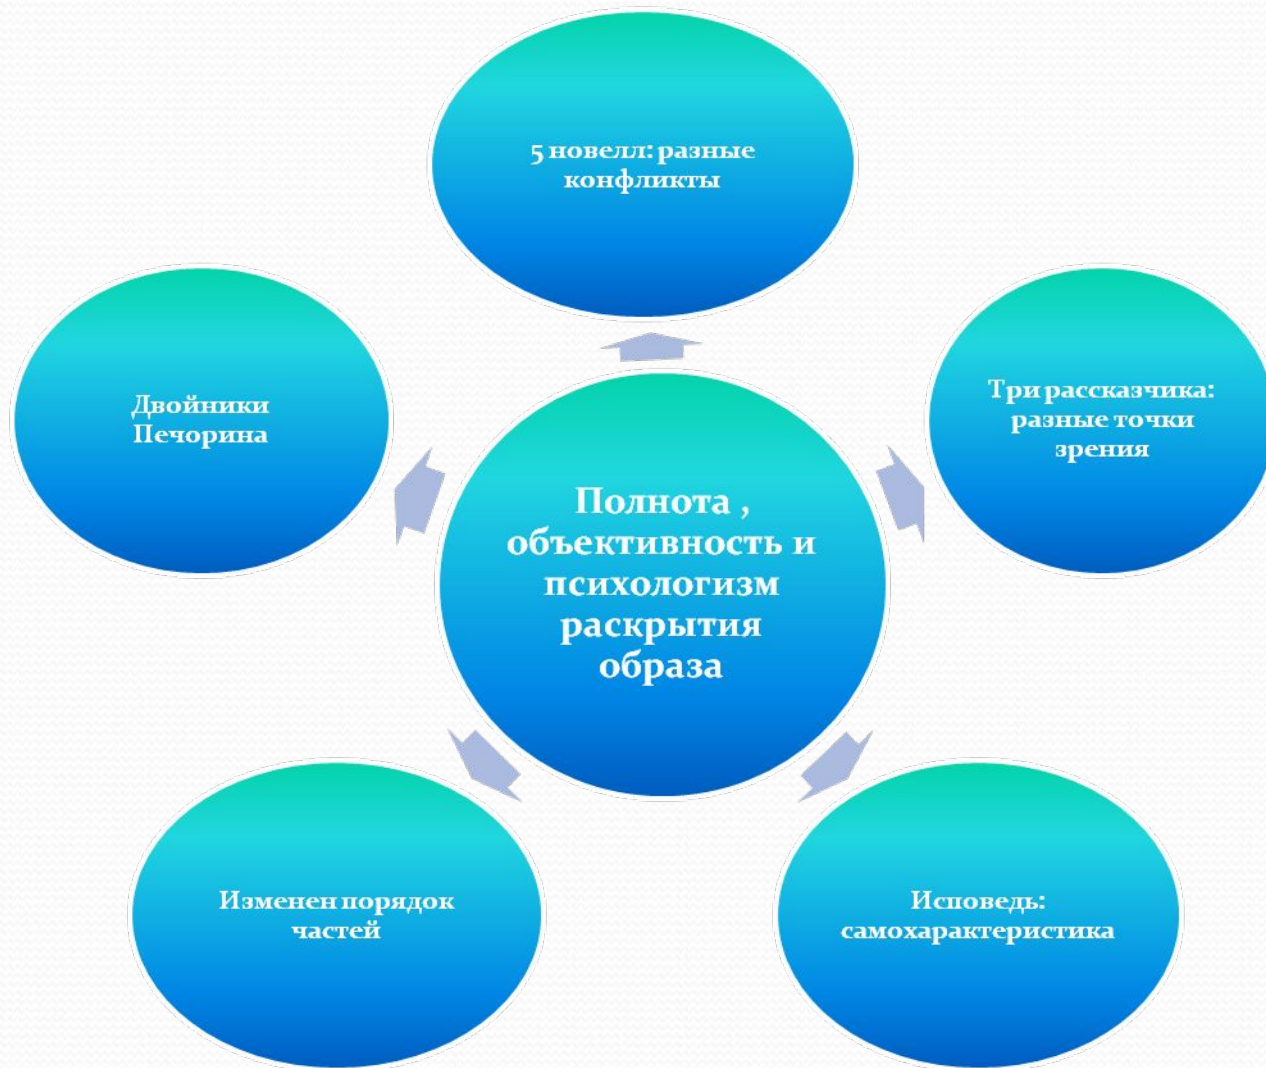 5 новелл: разные
конфликты
Двойники
Печорина
Три рассказчика:
разные точки
зрения
Полнота ,
объективность и
психологизм
раскрытия
образа
Изменен порядок
частей
Исповедь:
самохарактеристика